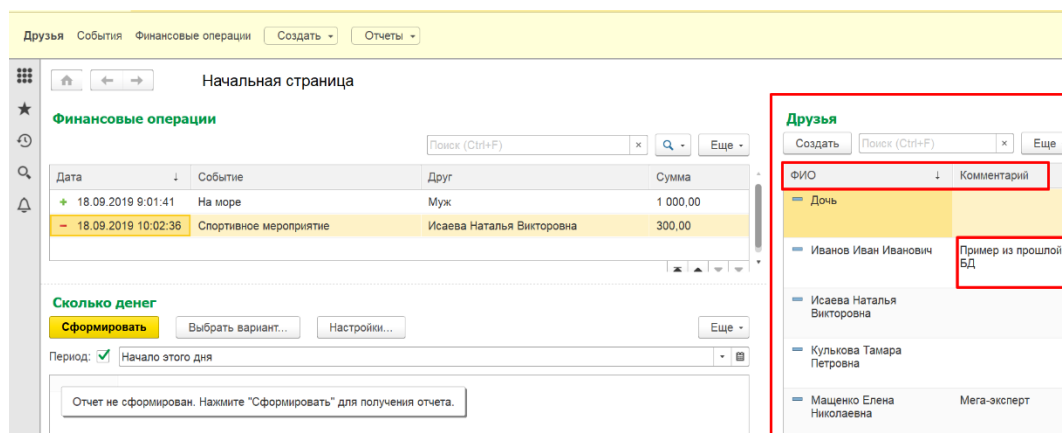 Друзья События Финансовые операции Создать Отчеты
Начальная страница
Финансовые операции
Поиск (Ctrl+F) × Еще
Дата ↓ Событие Друг Сумма
+ 18.09.2019 9:01:41 На море Муж 1 000,00
− 18.09.2019 10:02:36 Спортивное мероприятие Исаева Наталья Викторовна 300,00
Сколько денег
Сформировать Выбрать вариант... Настройки... Еще
Период: Начало этого дня
Отчет не сформирован. Нажмите "Сформировать" для получения отчета.
Друзья
Создать Поиск (Ctrl+F) × Еще
ФИО ↓ Комментарий
Дочь
Иванов Иван Иванович Пример из прошлой
БД
Исаева Наталья
Викторовна
Кулькова Тамара
Петровна
Мащенко Елена Мега-эксперт
Николаевна